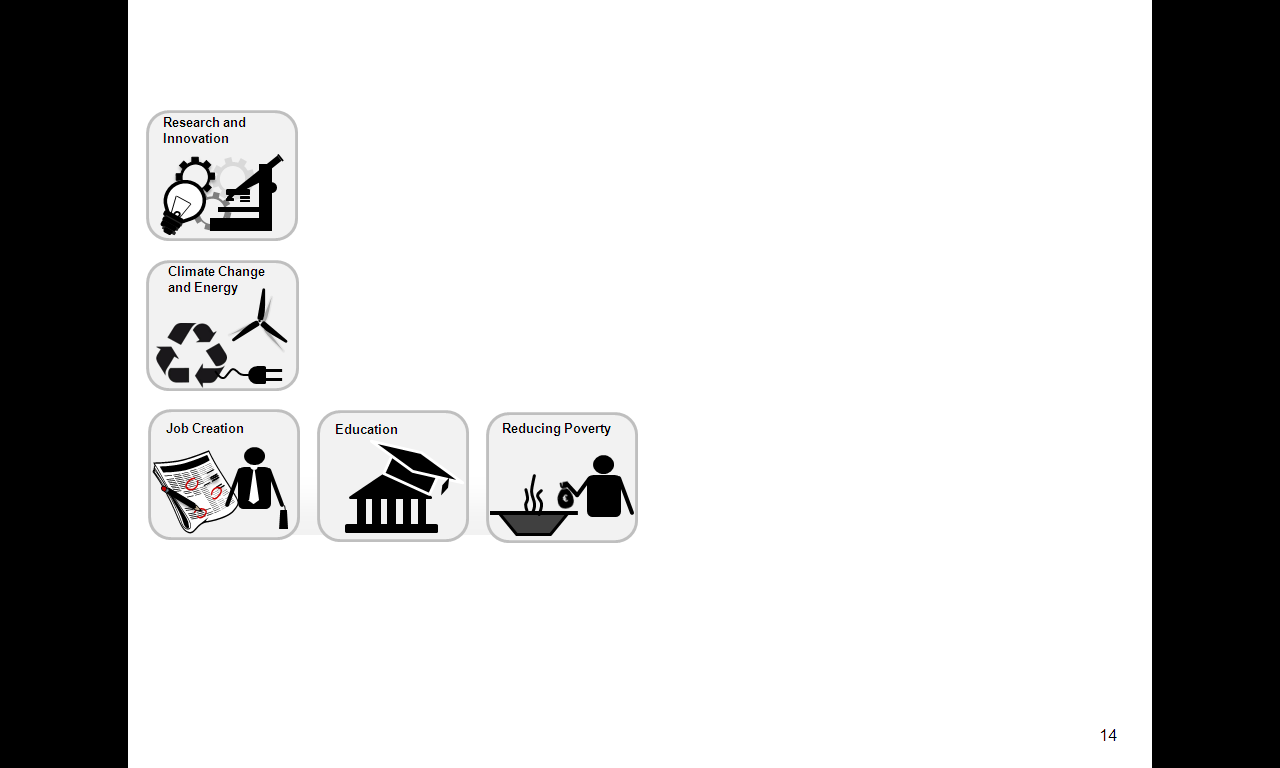 Research and
Innovation
Climate Change
and Energy
Job Creation
Education
Reducing Poverty
14